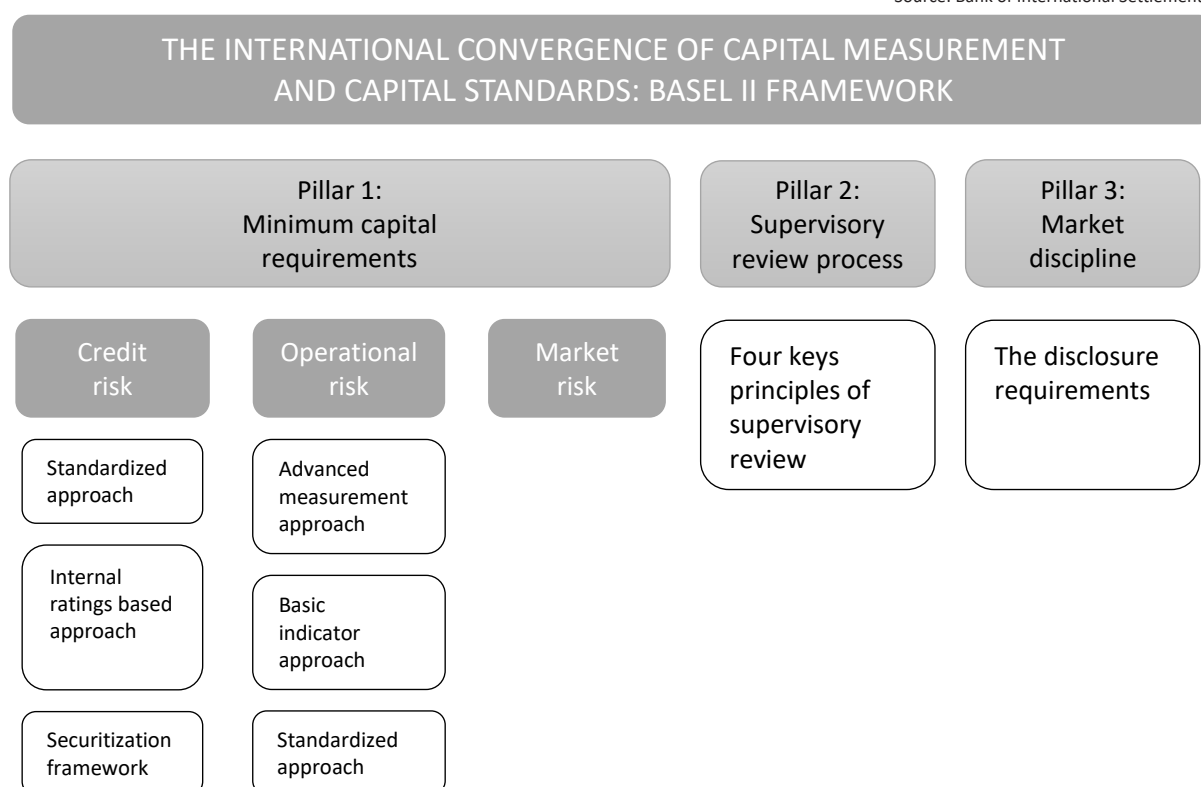 THE INTERNATIONAL CONVERGENCE OF CAPITAL MEASUREMENT
AND CAPITAL STANDARDS: BASEL II FRAMEWORK
Pillar 1:
Minimum capital
requirements
Pillar 2:
Supervisory
review process
Pillar 3:
Market
discipline
Credit
risk
Operational
risk
Market
risk
Four keys
principles of
supervisory
review
The disclosure
requirements
Standardized
approach
Advanced
measurement
approach
Internal
ratings based
approach
Basic
indicator
approach
Securitization
framework
Standardized
approach